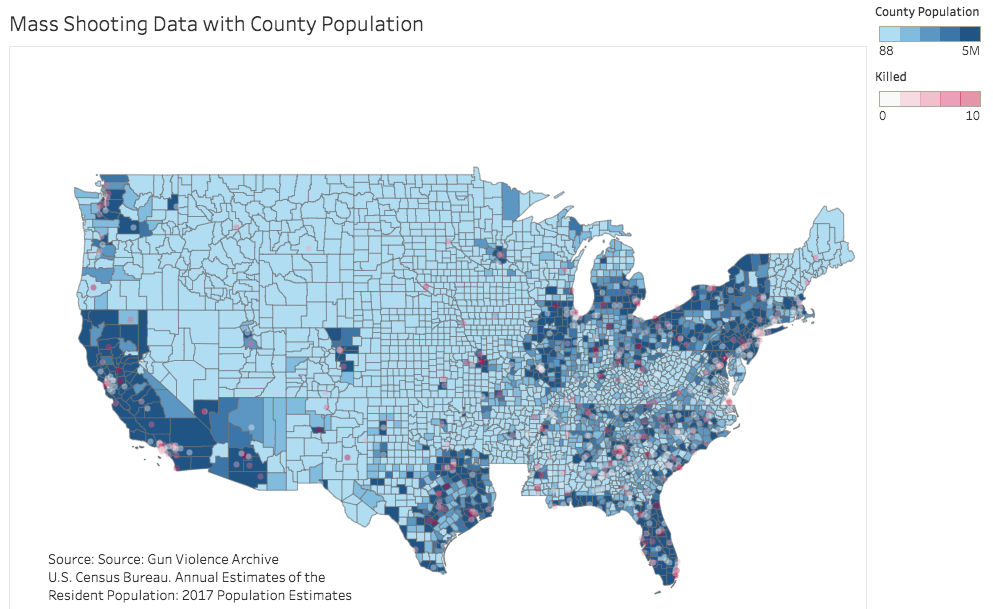 Mass Shooting Data with County Population
County Population
88 5M
Killed
0 10
Source: Source: Gun Violence Archive
U.S. Census Bureau. Annual Estimates of the
Resident Population: 2017 Population Estimates